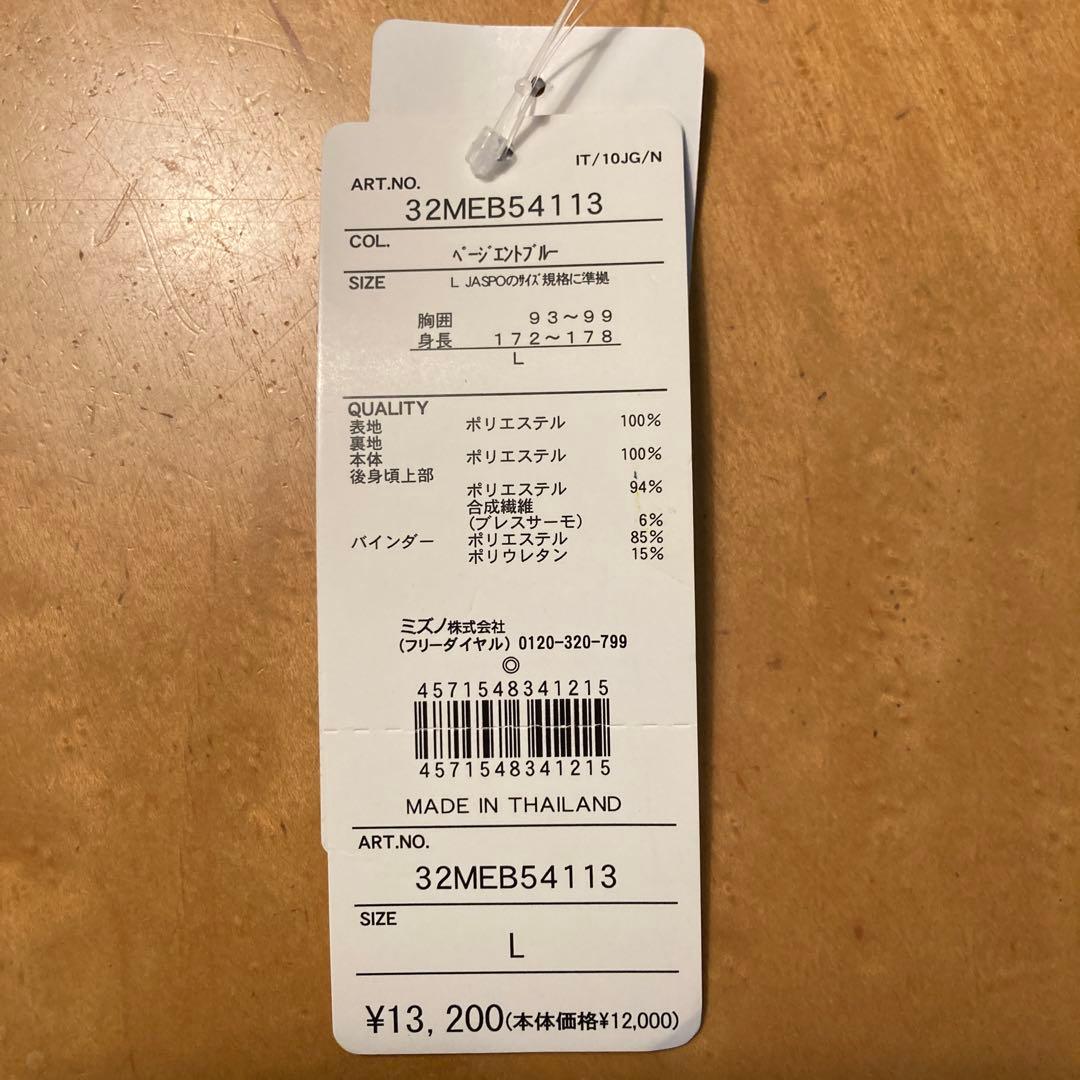 IT/10JG/N
ART.NO.
32MEB54113
COL.
ﾍﾟｰｼﾞｴﾝﾄﾌﾞﾙｰ
SIZE L JASPOのｻｲｽﾞ規格に準拠
胸囲 93～99
身長 172～178
L
QUALITY
表地 ポリエステル 100%
裏地
本体 ポリエステル 100%
後身頃上部
ポリエステル 94%
合成繊維
(ブレスサーモ) 6%
バインダー ポリエステル 85%
ポリウレタン 15%
ミズノ株式会社
(フリーダイヤル) 0120-320-799
◎
4571548341215
4571548341215
MADE IN THAILAND
ART.NO.
32MEB54113
SIZE
L
¥13,200(本体価格¥12,000)